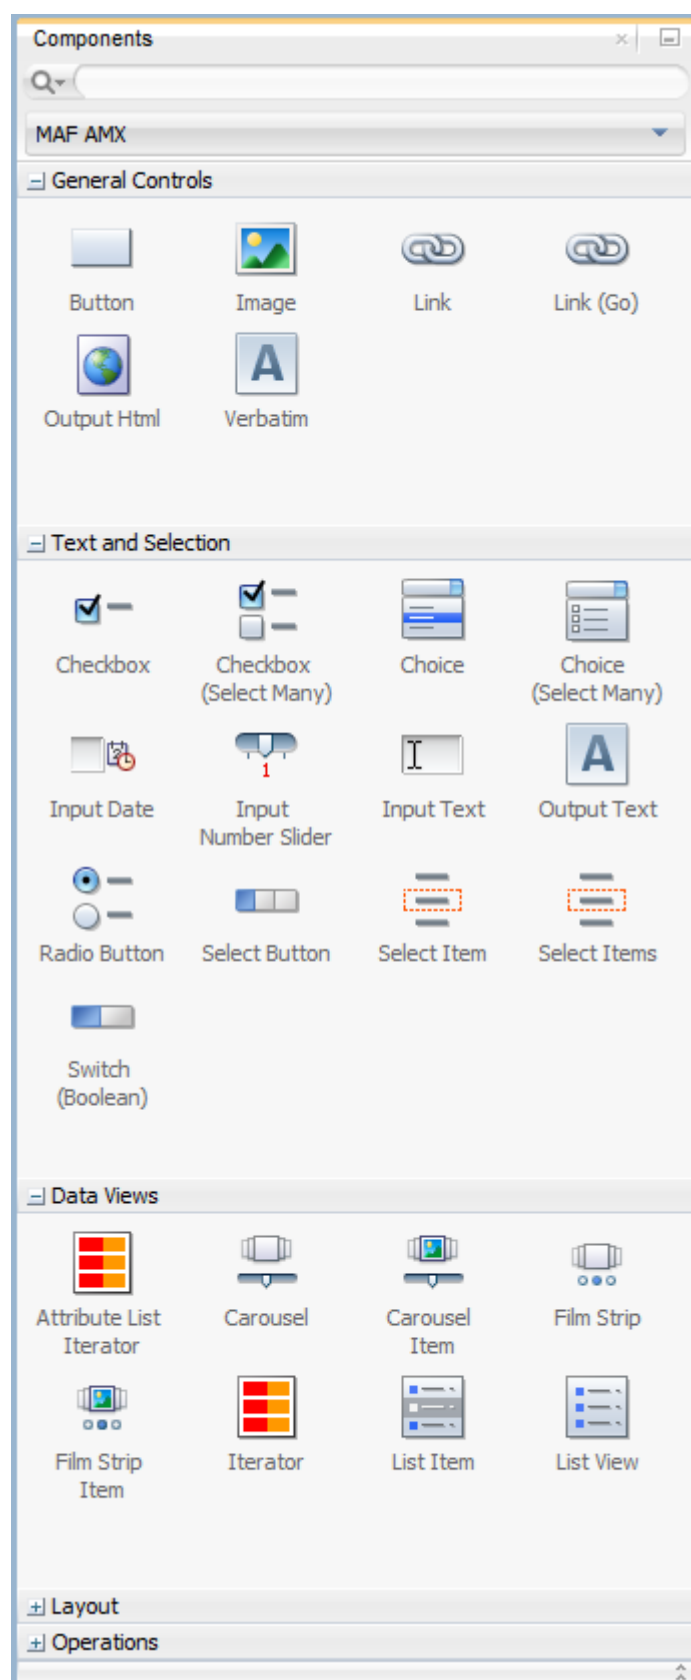 Components
MAF AMX
General Controls
Button Image Link Link (Go)
Output Html Verbatim
Text and Selection
Checkbox Checkbox Choice Choice
(Select Many) (Select Many)
Input Date Input Input Text Output Text
Number Slider
Radio Button Select Button Select Item Select Items
Switch
(Boolean)
Data Views
Attribute List Carousel Carousel Film Strip
Iterator Item
Film Strip Iterator List Item List View
Item
Layout
Operations